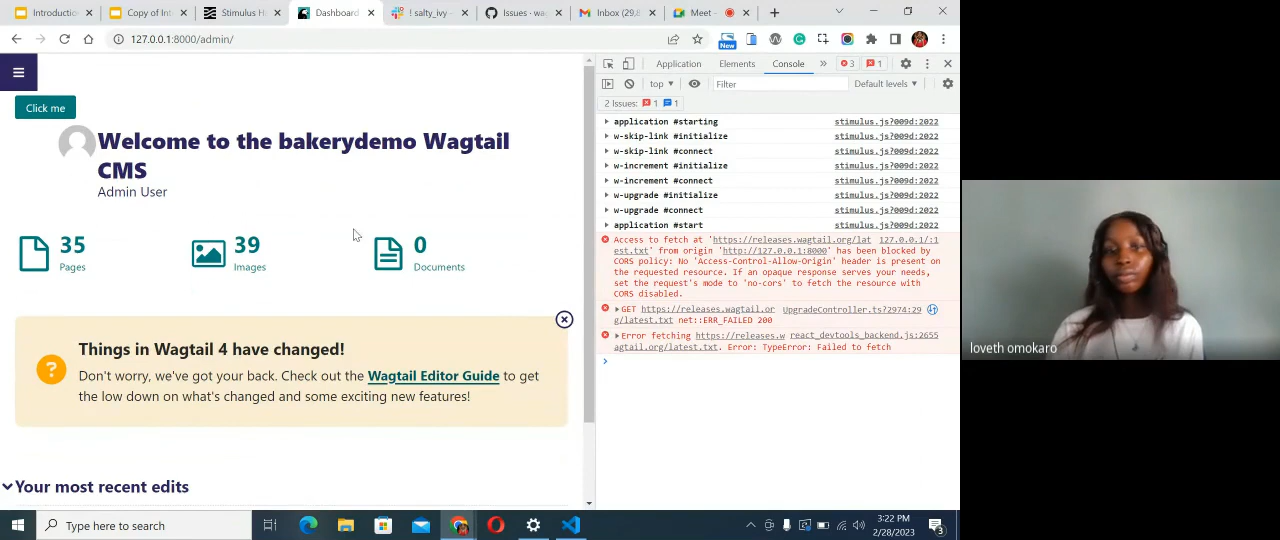 Introduction
Copy of Int
Stimulus H
Dashboard
! salty_ivy
Issues · wa
Inbox (29,8
Meet -
127.0.0.1:8000/admin/
New
Click me
Welcome to the bakerydemo Wagtail
CMS
Admin User
35
Pages
39
Images
0
Documents
Things in Wagtail 4 have changed!
Don't worry, we've got your back. Check out the Wagtail Editor Guide to get
the low down on what's changed and some exciting new features!
Your most recent edits
Application
Elements
Console
3
1
top
Filter
Default levels
2 Issues: 1 1
application #starting stimulus.js?009d:2022
w-skip-link #initialize stimulus.js?009d:2022
w-skip-link #connect stimulus.js?009d:2022
w-increment #initialize stimulus.js?009d:2022
w-increment #connect stimulus.js?009d:2022
w-upgrade #initialize stimulus.js?009d:2022
w-upgrade #connect stimulus.js?009d:2022
application #start stimulus.js?009d:2022
Access to fetch at 'https://releases.wagtail.org/lat 127.0.0.1/:1
est.txt' from origin 'http://127.0.0.1:8000' has been blocked by
CORS policy: No 'Access-Control-Allow-Origin' header is present on
the requested resource. If an opaque response serves your needs,
set the request's mode to 'no-cors' to fetch the resource with
CORS disabled.
GET https://releases.wagtail.or UpgradeController.ts?2974:29
g/latest.txt net::ERR_FAILED 200
Error fetching https://releases.w react_devtools_backend.js:2655
agtail.org/latest.txt. Error: TypeError: Failed to fetch
loveth omokaro
Type here to search
3:22 PM
2/28/2023
3